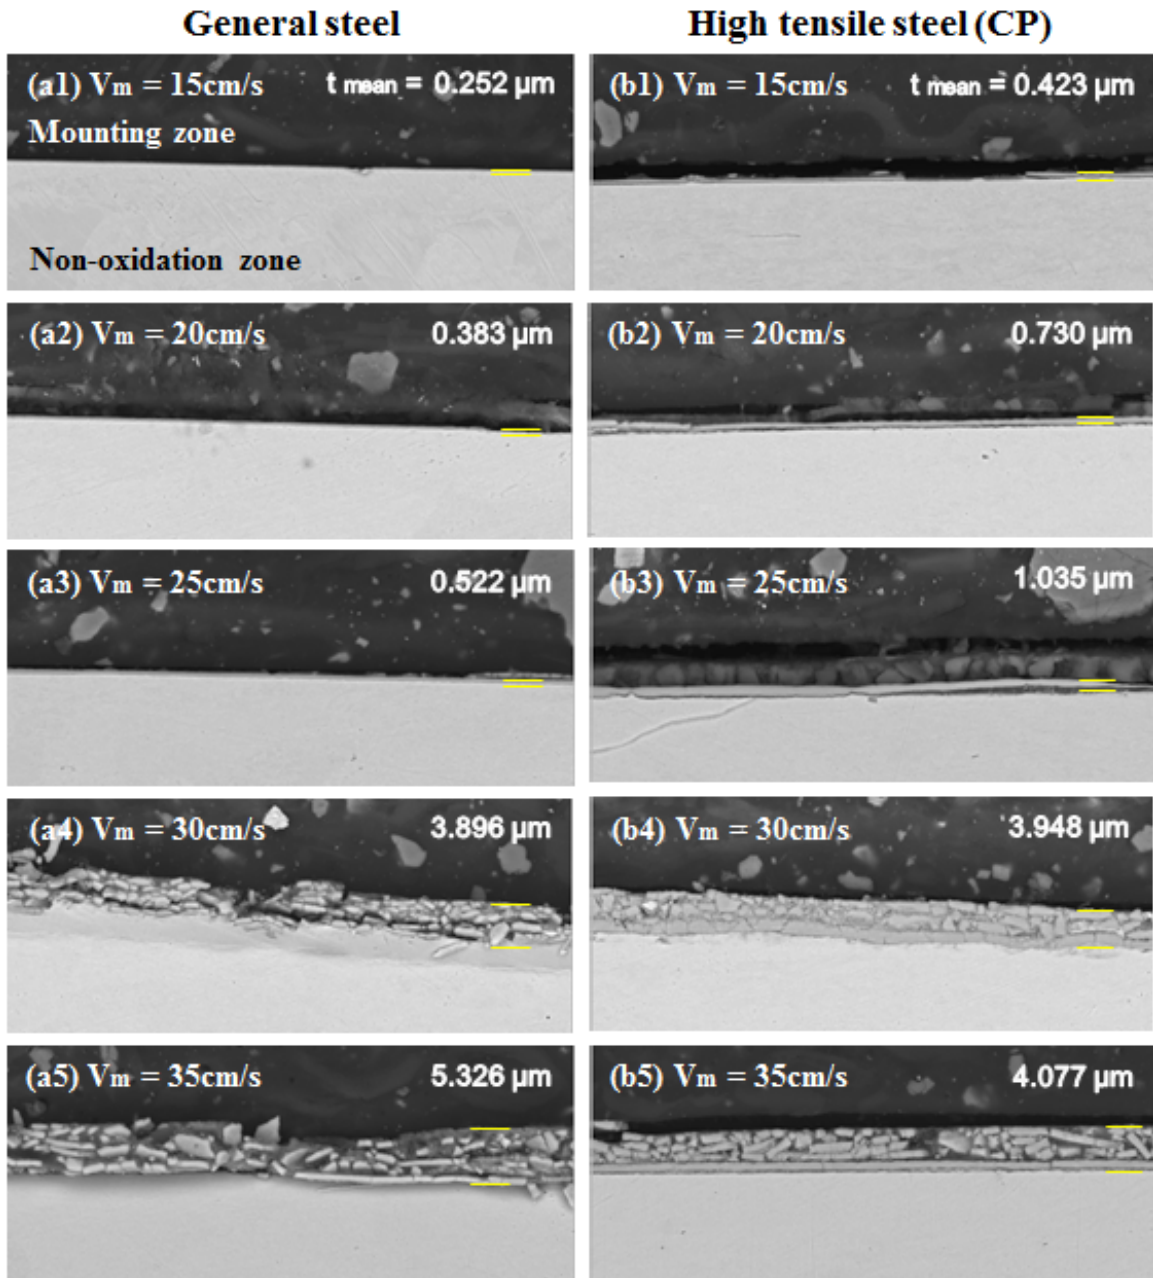 General steel
High tensile steel (CP)
(a1) Vm = 15cm/s t mean = 0.252 µm
Mounting zone
Non-oxidation zone
(b1) Vm = 15cm/s t mean = 0.423 µm
(a2) Vm = 20cm/s 0.383 µm
(b2) Vm = 20cm/s 0.730 µm
(a3) Vm = 25cm/s 0.522 µm
(b3) Vm = 25cm/s 1.035 µm
(a4) Vm = 30cm/s 3.896 µm
(b4) Vm = 30cm/s 3.948 µm
(a5) Vm = 35cm/s 5.326 µm
(b5) Vm = 35cm/s 4.077 µm